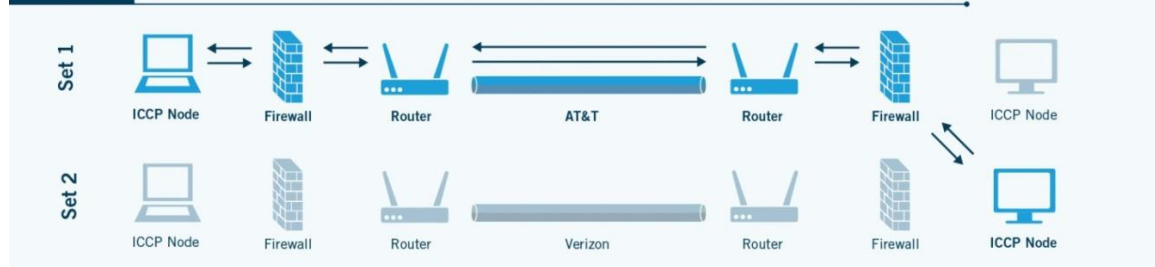 Set 1
ICCP Node Firewall Router AT&T Router Firewall ICCP Node
Set 2
ICCP Node Firewall Router Verizon Router Firewall ICCP Node